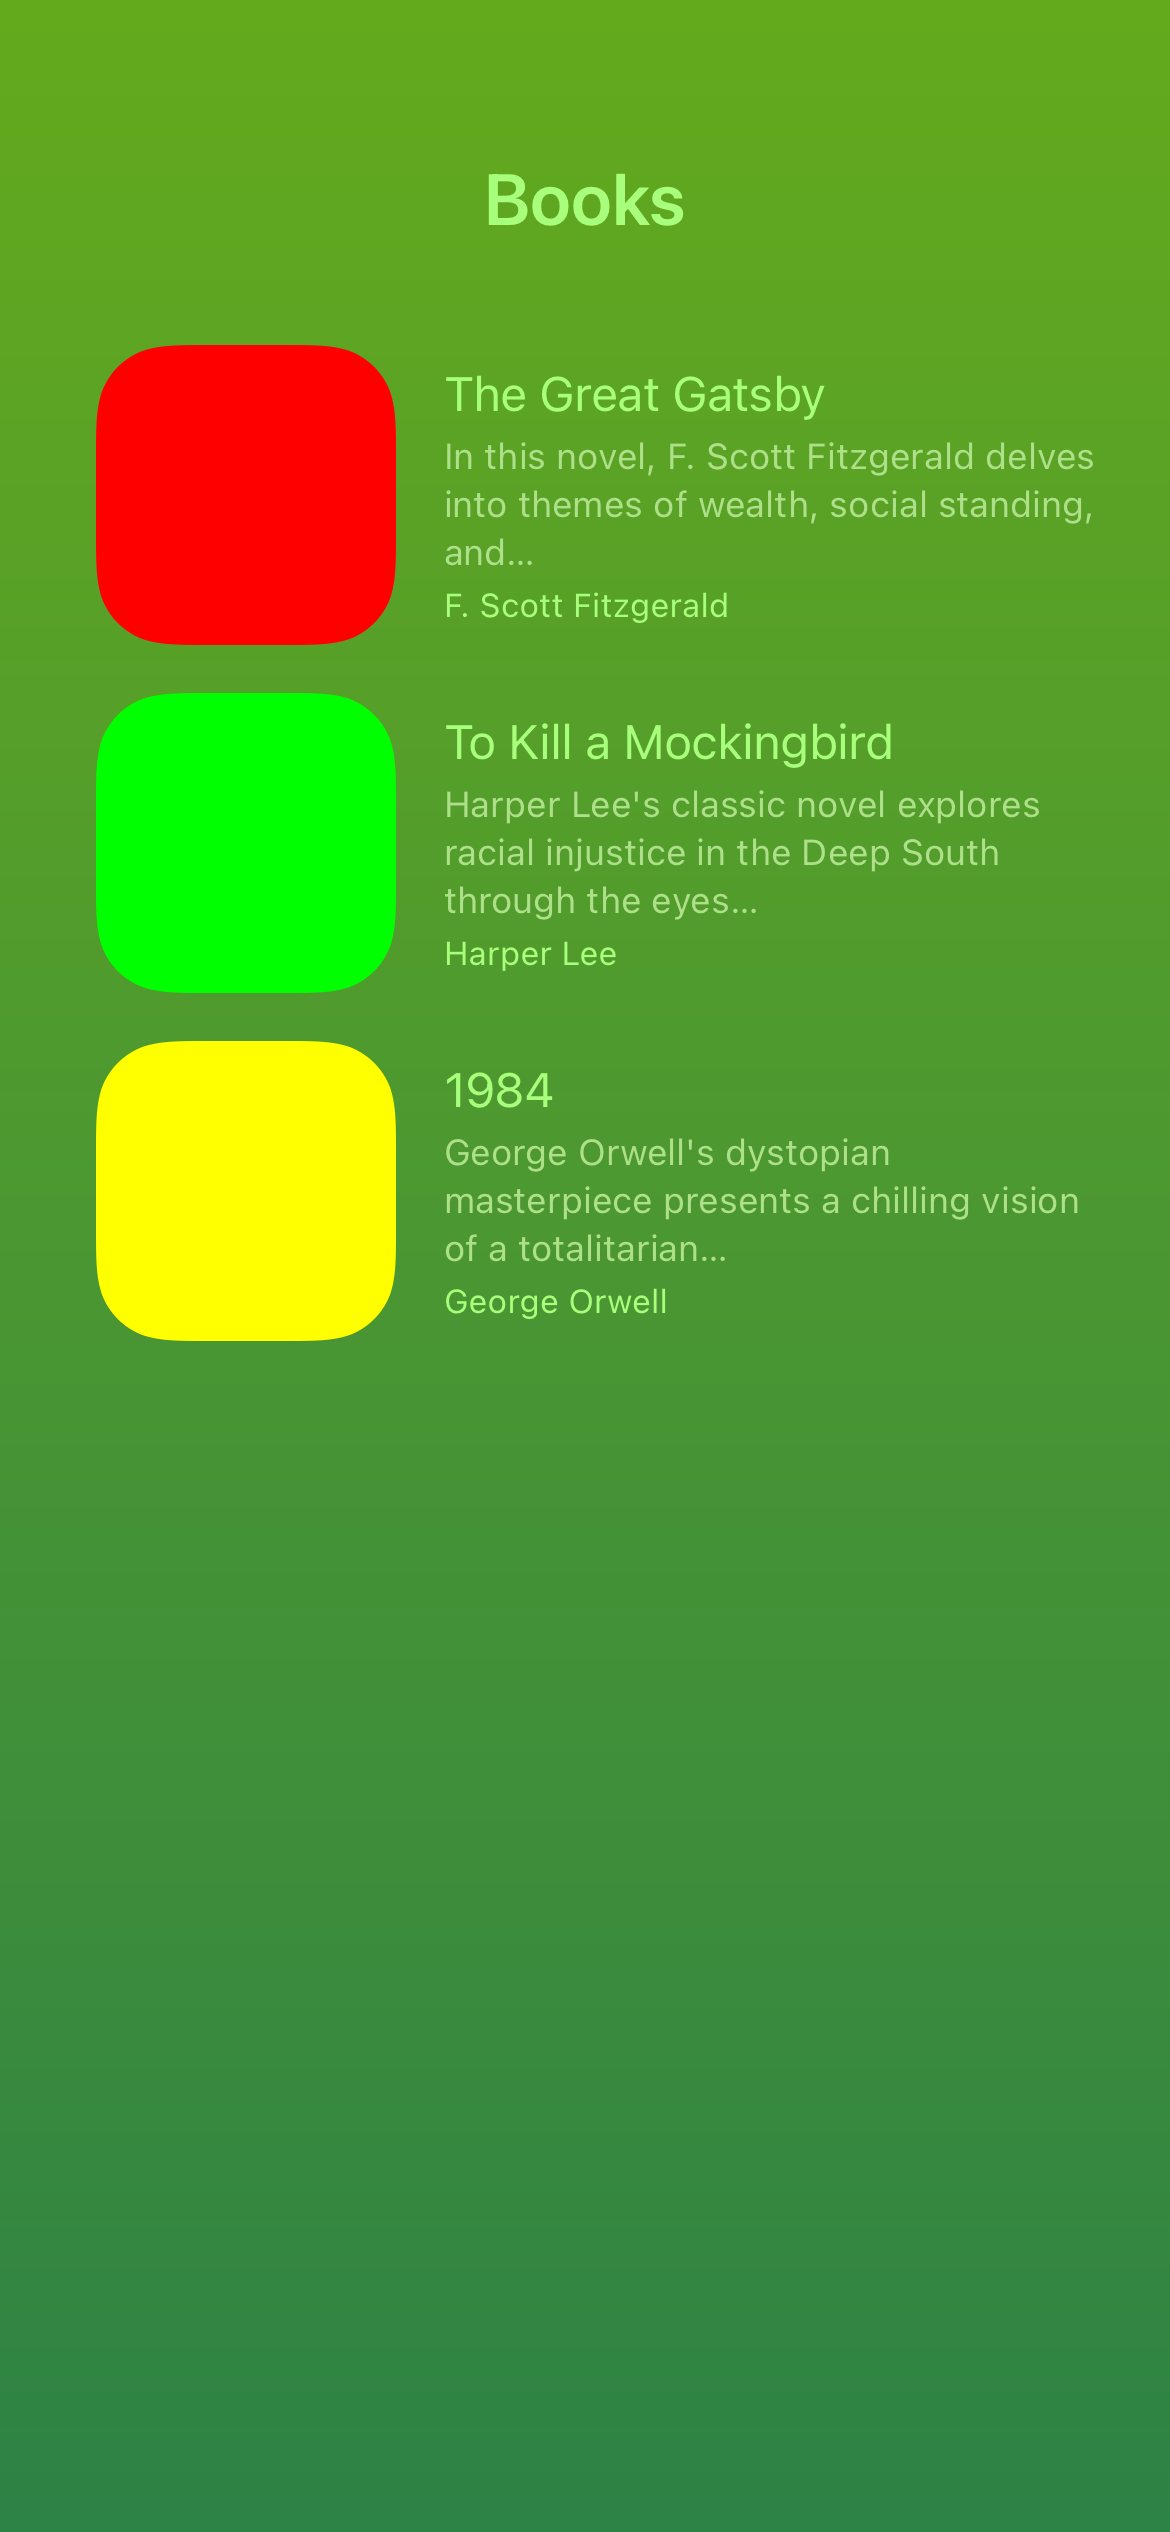 Books
The Great Gatsby
In this novel, F. Scott Fitzgerald delves
into themes of wealth, social standing,
and...
F. Scott Fitzgerald
To Kill a Mockingbird
Harper Lee's classic novel explores
racial injustice in the Deep South
through the eyes...
Harper Lee
1984
George Orwell's dystopian
masterpiece presents a chilling vision
of a totalitarian...
George Orwell